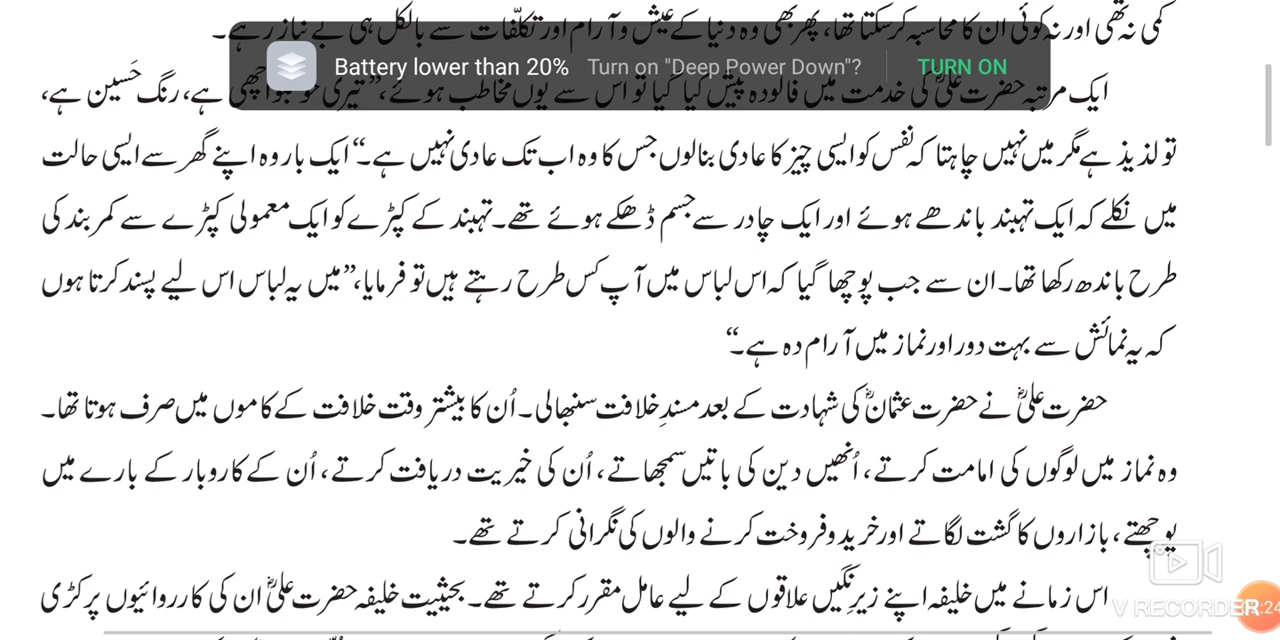 کمی نہ تھی اور نہ کوئی ان کا محاسبہ کرسکتا تھا، پھر بھی وہ دنیا کے عیش و آرام اور تکلّفات سے بالکل ہی بے نیاز رہے۔
Battery lower than 20% Turn on "Deep Power Down"? TURN ON
ایک مرتبہ حضرت علیؓ کی خدمت میں فالودہ پیش کیا گیا تو اس سے یوں مخاطب ہوئے، ”تیری خوشبو اچھی ہے، رنگ حَسین ہے،
تو لذیذ ہے مگر میں نہیں چاہتا کہ نفس کو ایسی چیز کا عادی بنالوں جس کا وہ اب تک عادی نہیں ہے۔“ ایک بار وہ اپنے گھر سے ایسی حالت
میں نکلے کہ ایک تہبند باندھے ہوئے اور ایک چادر سے جسم ڈھکے ہوئے تھے۔ تہبند کے کپڑے کو ایک معمولی کپڑے سے کمر بند کی
طرح باندھ رکھا تھا۔ ان سے جب پوچھا گیا کہ اس لباس میں آپ کس طرح رہتے ہیں تو فرمایا، ”میں یہ لباس اس لیے پسند کرتا ہوں
کہ یہ نمائش سے بہت دور اور نماز میں آرام دہ ہے۔“
حضرت علیؓ نے حضرت عثمانؓ کی شہادت کے بعد مسندِ خلافت سنبھالی۔ اُن کا بیشتر وقت خلافت کے کاموں میں صرف ہوتا تھا۔
وہ نماز میں لوگوں کی امامت کرتے، اُنھیں دین کی باتیں سمجھاتے، اُن کی خیریت دریافت کرتے، اُن کے کاروبار کے بارے میں
پوچھتے، بازاروں کا گشت لگاتے اور خرید و فروخت کرنے والوں کی نگرانی کرتے تھے۔
اس زمانے میں خلیفہ اپنے زیرِ نگیں علاقوں کے لیے عامل مقرر کرتے تھے۔ بحیثیت خلیفہ حضرت علیؓ ان کی کارروائیوں پر کڑی
V RECORDER
:24